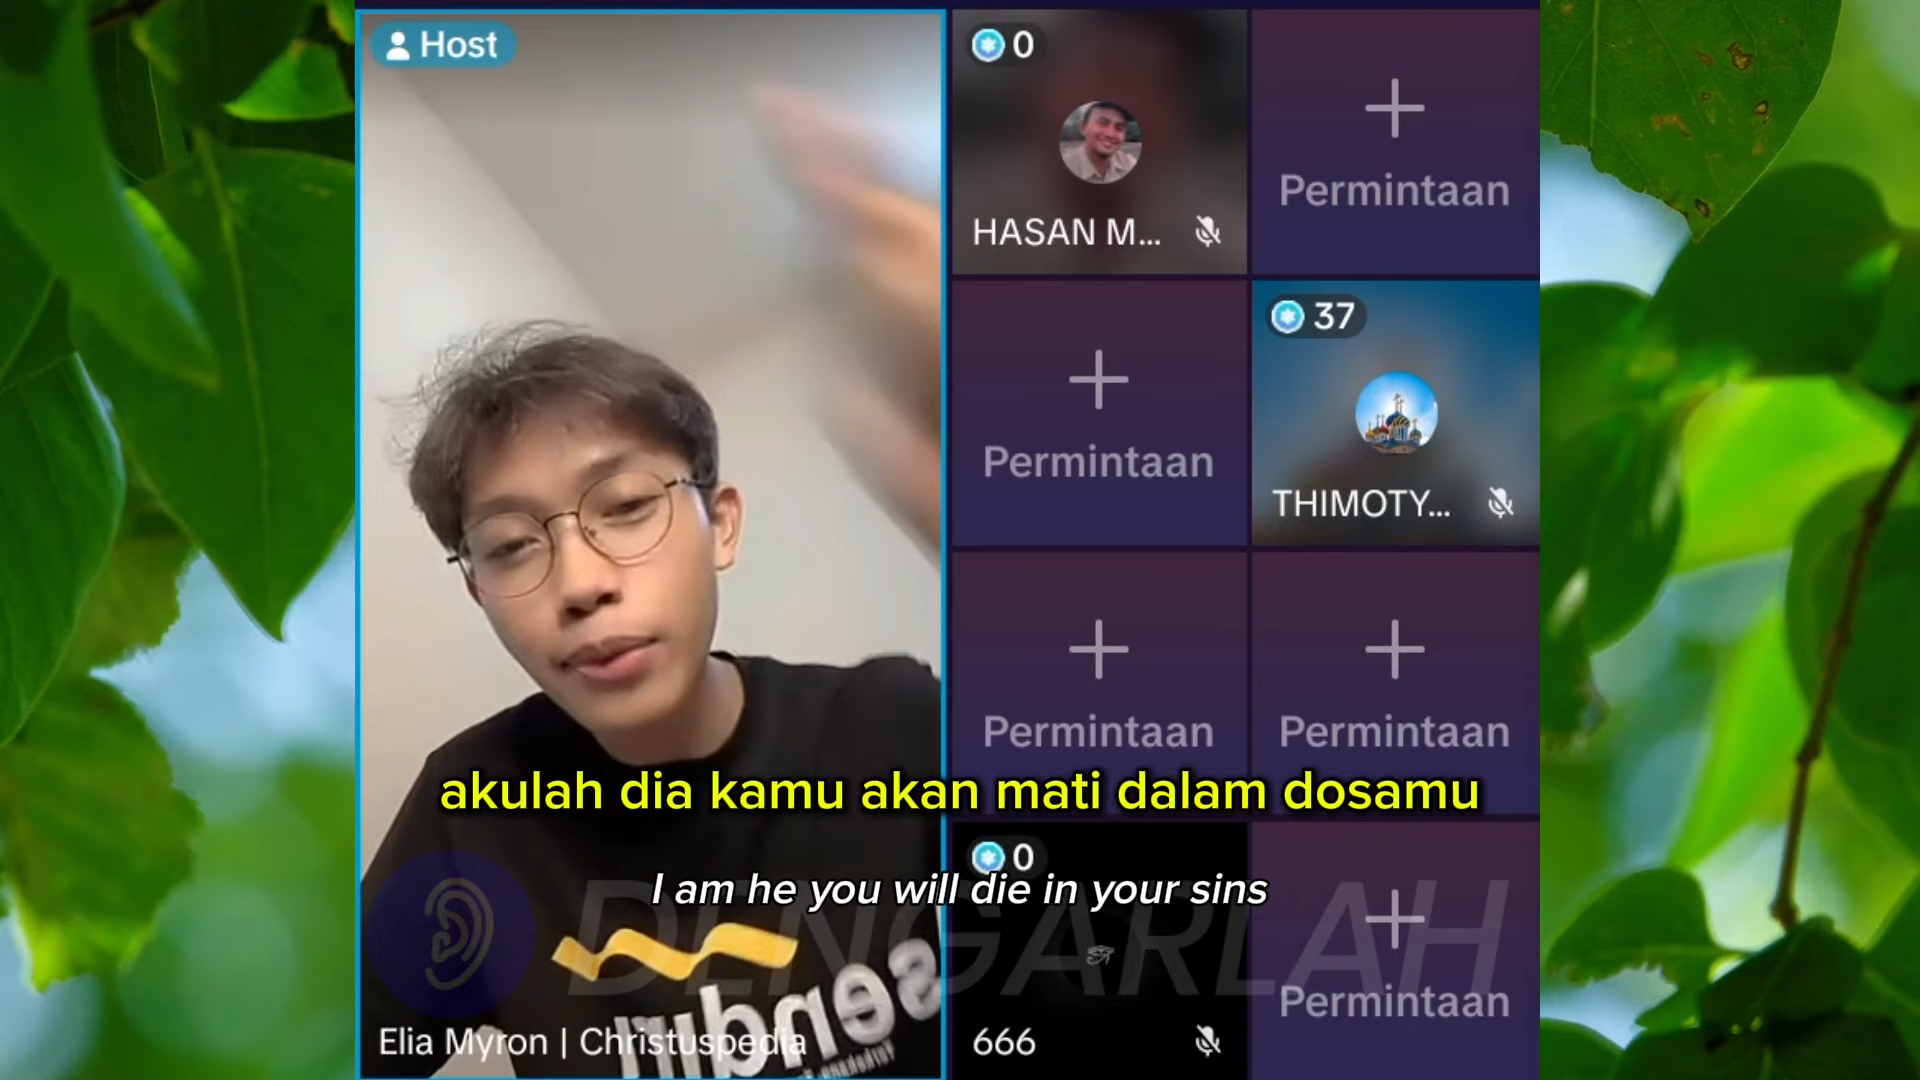 Host
0
Permintaan
HASAN M...
37
Permintaan
THIMOTY...
Permintaan
Permintaan
akulah dia kamu akan mati dalam dosamu
0
I am he you will die in your sins
DENGARLAH
Permintaan
Elia Myron | Christuspedia
666